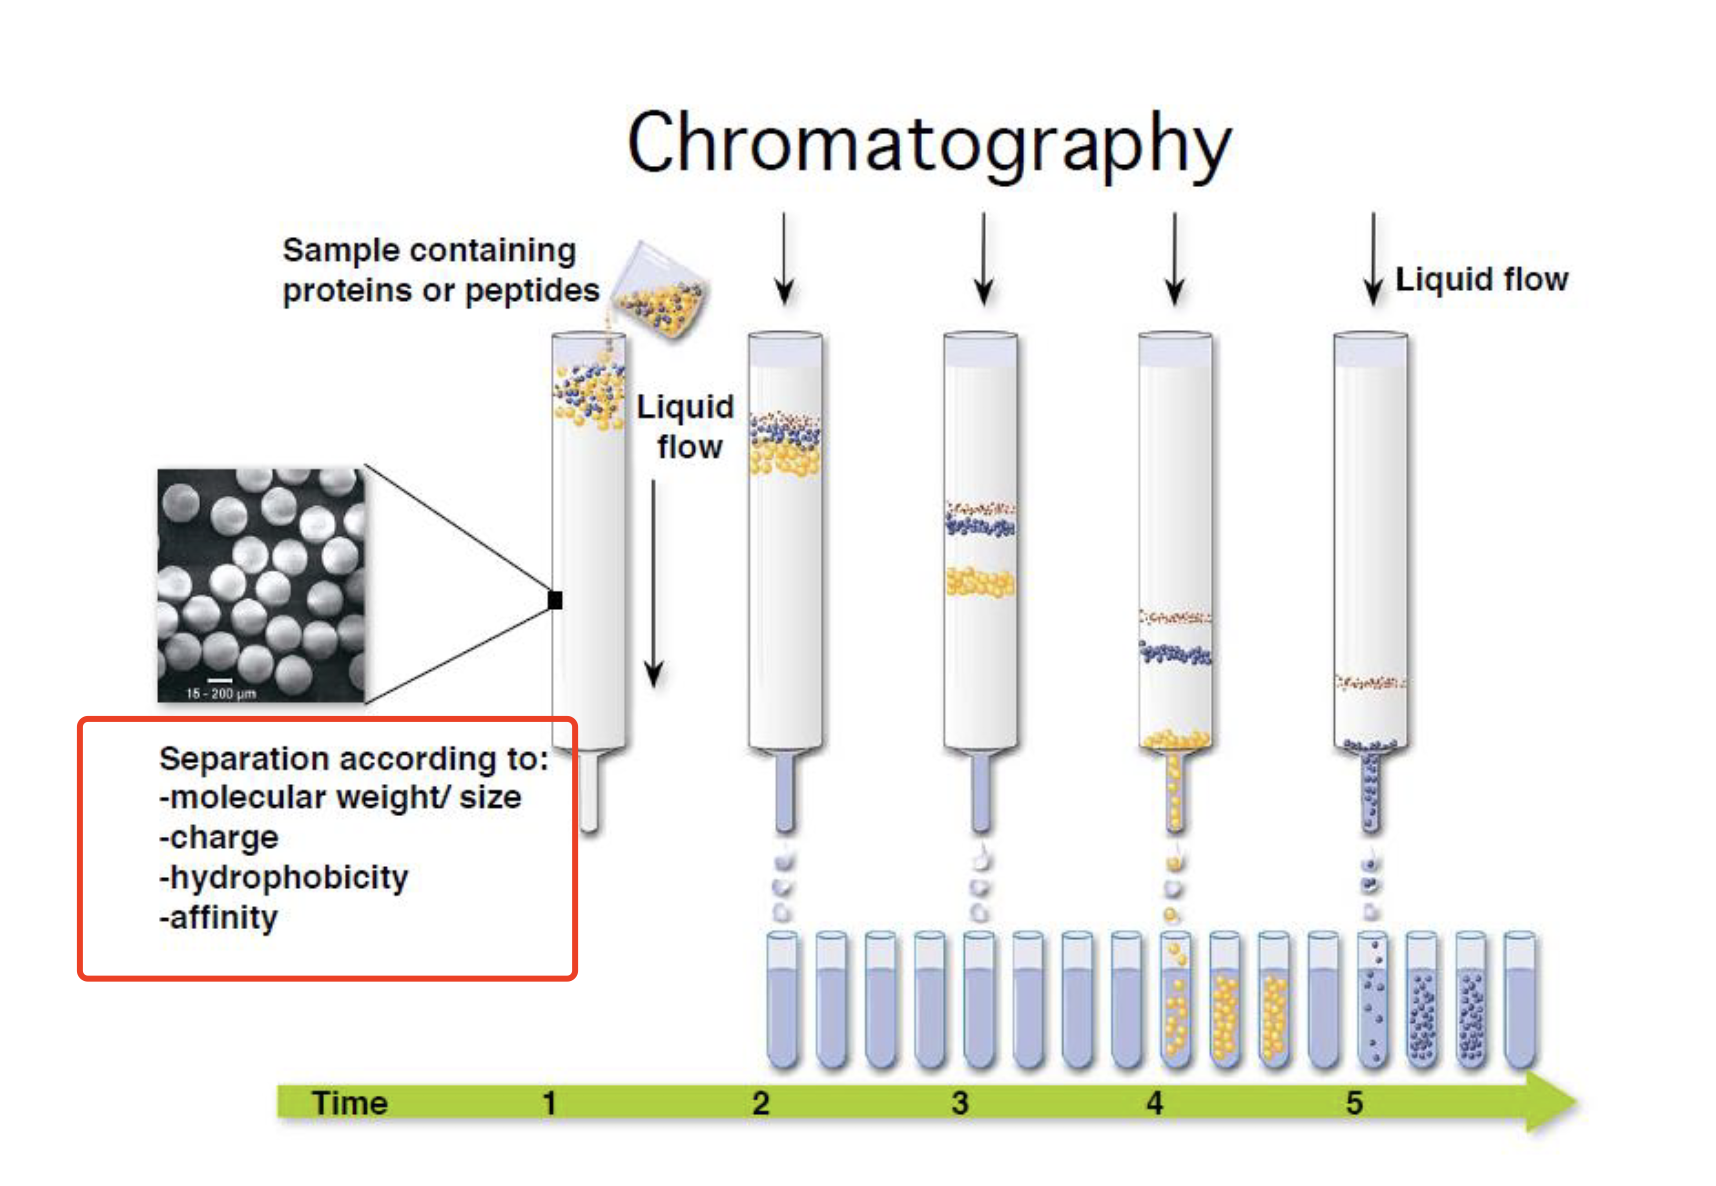 Chromatography
Sample containing
proteins or peptides
Liquid flow
Liquid
flow
15 - 200 µm
Separation according to:
-molecular weight/ size
-charge
-hydrophobicity
-affinity
Time 1 2 3 4 5